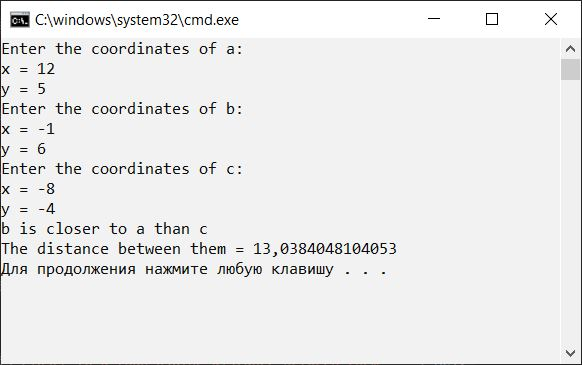 C:\windows\system32\cmd.exe
Enter the coordinates of a:
x = 12
y = 5
Enter the coordinates of b:
x = -1
y = 6
Enter the coordinates of c:
x = -8
y = -4
b is closer to a than c
The distance between them = 13,0384048104053
Для продолжения нажмите любую клавишу . . .